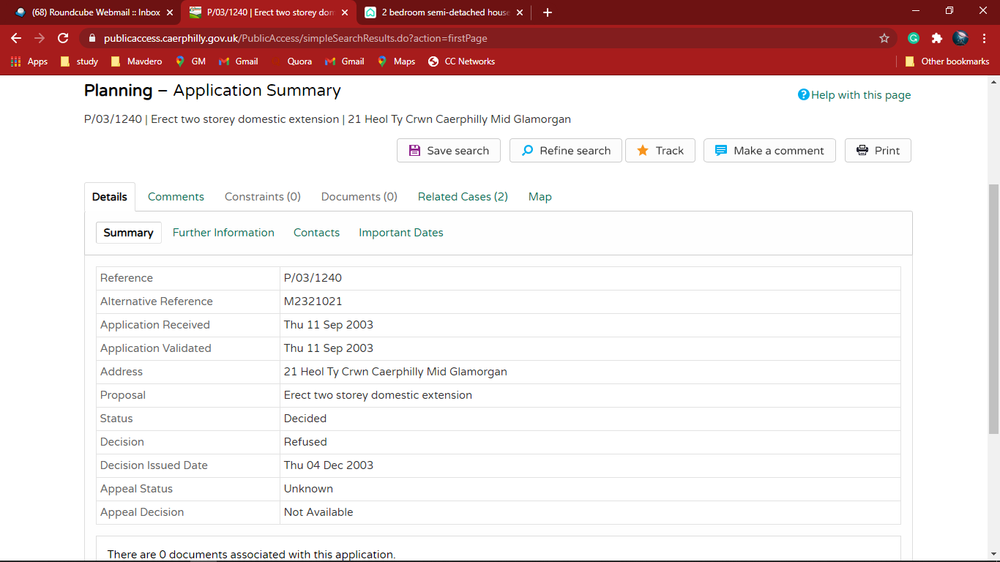 (68) Roundcube Webmail :: Inbox
P/03/1240 | Erect two storey dom
2 bedroom semi-detached house
publicaccess.caerphilly.gov.uk/PublicAccess/simpleSearchResults.do?action=firstPage
Apps study Mavdero GM Gmail Quora Gmail Maps CC Networks Other bookmarks
Planning – Application Summary
Help with this page
P/03/1240 | Erect two storey domestic extension | 21 Heol Ty Crwn Caerphilly Mid Glamorgan
Save search Refine search Track Make a comment Print
Details Comments Constraints (0) Documents (0) Related Cases (2) Map
Summary Further Information Contacts Important Dates
Reference P/03/1240
Alternative Reference M2321021
Application Received Thu 11 Sep 2003
Application Validated Thu 11 Sep 2003
Address 21 Heol Ty Crwn Caerphilly Mid Glamorgan
Proposal Erect two storey domestic extension
Status Decided
Decision Refused
Decision Issued Date Thu 04 Dec 2003
Appeal Status Unknown
Appeal Decision Not Available
There are 0 documents associated with this application.